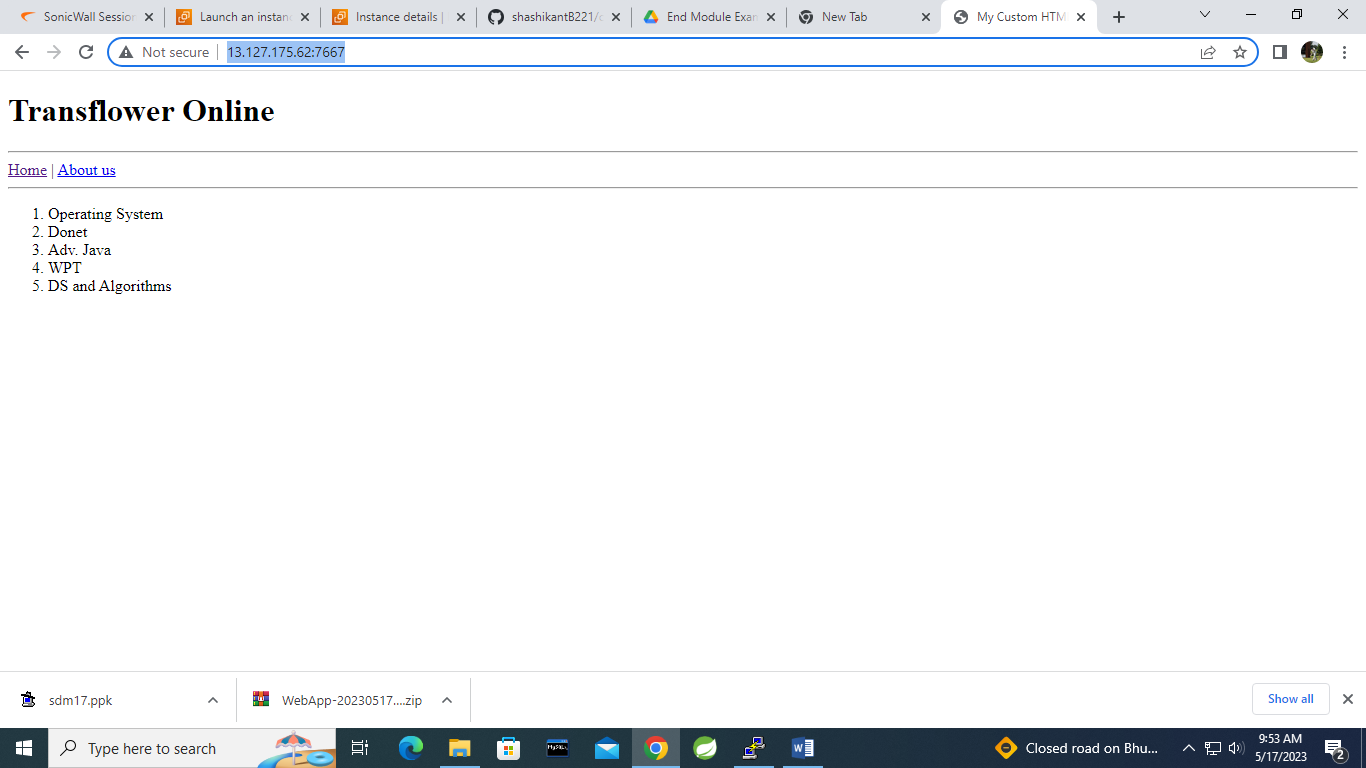 SonicWall Session
Launch an instanc
Instance details |
shashikantB221/c
End Module Exan
New Tab
My Custom HTM
Not secure
13.127.175.62:7667
Transflower Online
Home | About us
1. Operating System
2. Donet
3. Adv. Java
4. WPT
5. DS and Algorithms
sdm17.ppk
WebApp-20230517....zip
Show all
Type here to search
Closed road on Bhu...
9:53 AM
5/17/2023
2